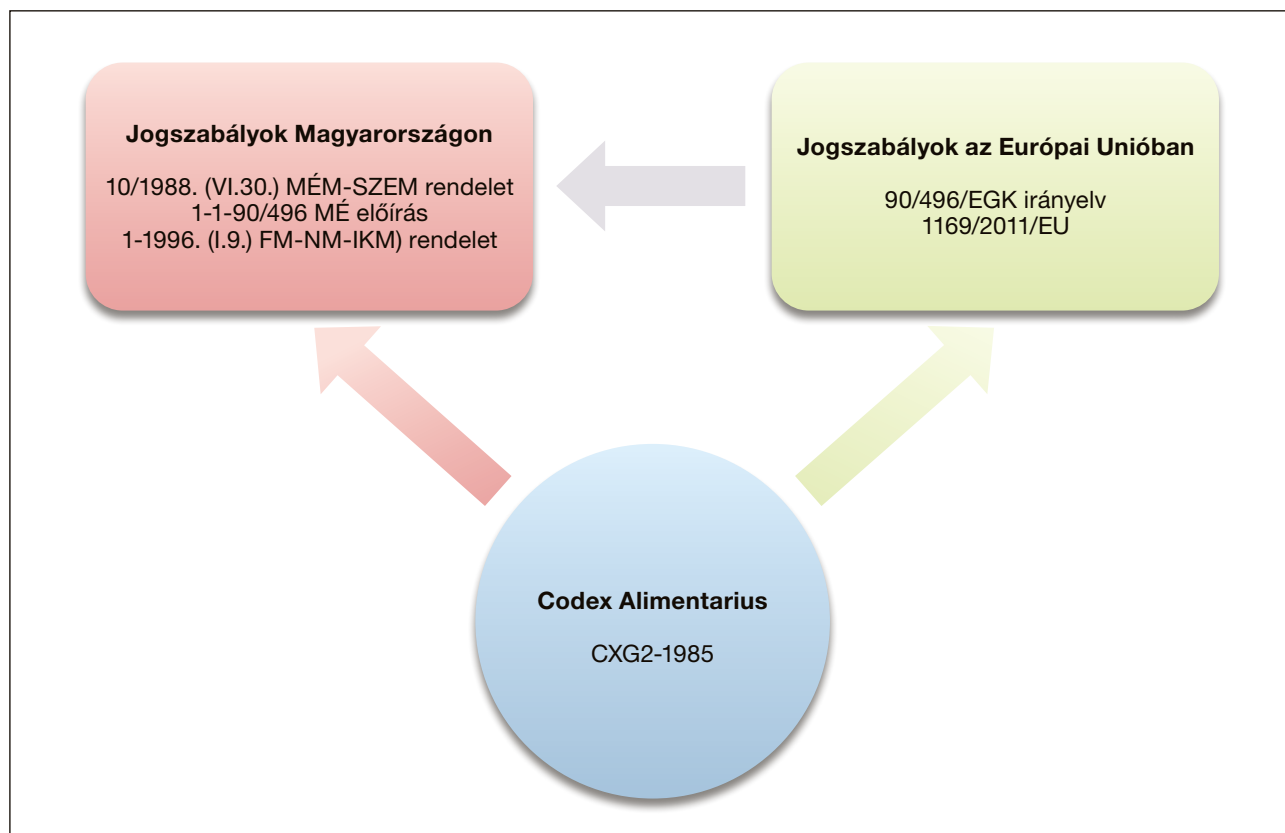 Jogszabályok Magyarországon
10/1988. (VI.30.) MÉM-SZEM rendelet
1-1-90/496 MÉ előírás
1-1996. (I.9.) FM-NM-IKM) rendelet
Jogszabályok az Európai Unióban
90/496/EGK irányelv
1169/2011/EU
Codex Alimentarius
CXG2-1985